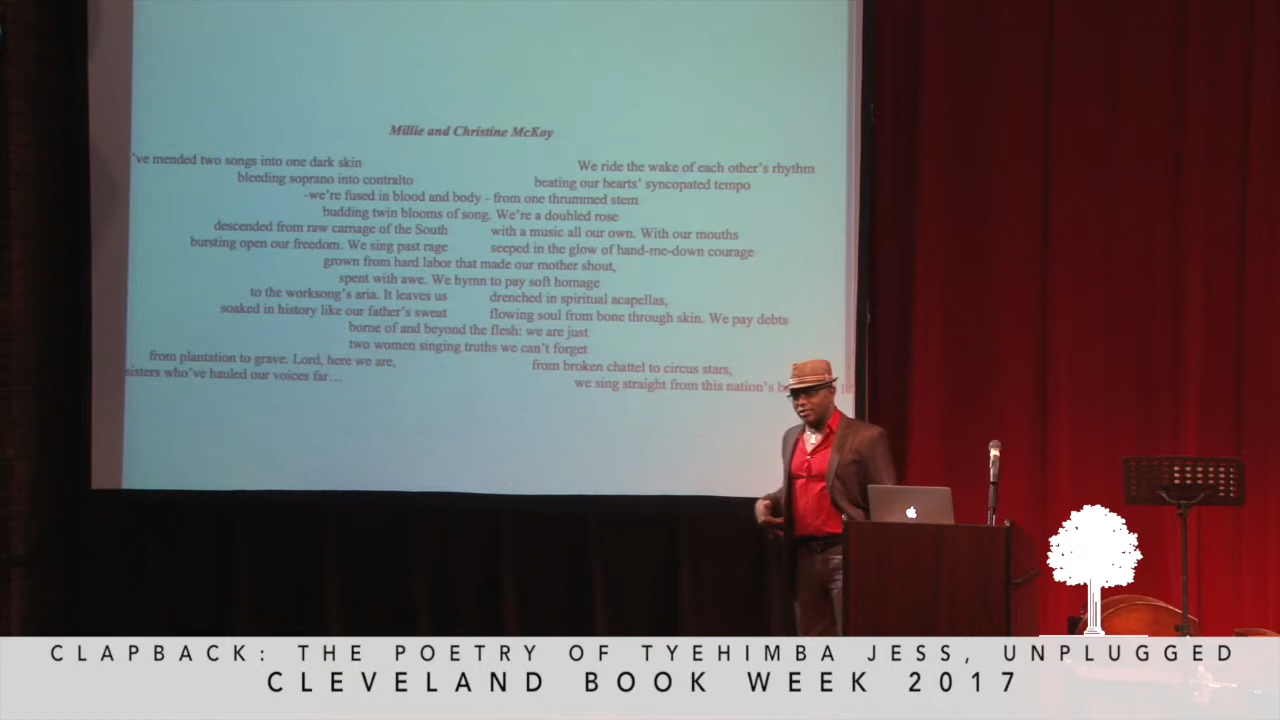 Millie and Christine McKoy
've mended two songs into one dark skin We ride the wake of each other's rhythm
bleeding soprano into contralto beating our hearts' syncopated tempo
-we're fused in blood and body - from one thrummed stem
budding twin blooms of song. We're a doubled rose
descended from raw carnage of the South with a music all our own. With our mouths
bursting open our freedom. We sing past rage seeped in the glow of hand-me-down courage
grown from hard labor that made our mother shout,
spent with awe. We hymn to pay soft homage
to the worksong's aria. It leaves us drenched in spiritual acapellas,
soaked in history like our father's sweat flowing soul from bone through skin. We pay debts
borne of and beyond the flesh: we are just
two women singing truths we can't forget
from plantation to grave. Lord, here we are, from broken chattel to circus stars,
sisters who've hauled our voices far... we sing straight from this nation's
CLAPBACK: THE POETRY OF TYEHIMBA JESS, UNPLUGGED
CLEVELAND BOOK WEEK 2017